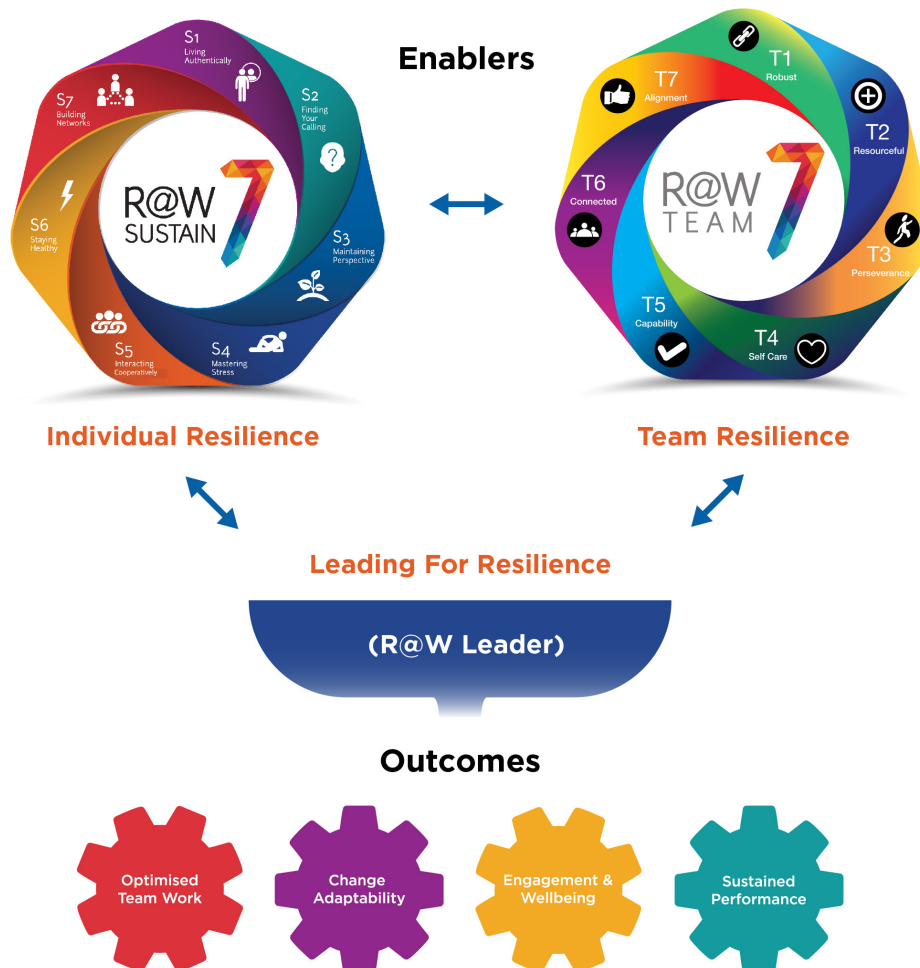 Enablers
S1
Living
Authentically
S2
Finding
Your
Calling
S3
Maintaining
Perspective
S4
Mastering
Stress
S5
Interacting
Cooperatively
S6
Staying
Healthy
S7
Building
Networks
R@W
SUSTAIN
7
T1
Robust
T2
Resourceful
T3
Perseverance
T4
Self Care
T5
Capability
T6
Connected
T7
Alignment
R@W
TEAM
7
?
Individual Resilience
Team Resilience
Leading For Resilience
(R@W Leader)
Outcomes
Optimised
Team Work
Change
Adaptability
Engagement &
Wellbeing
Sustained
Performance